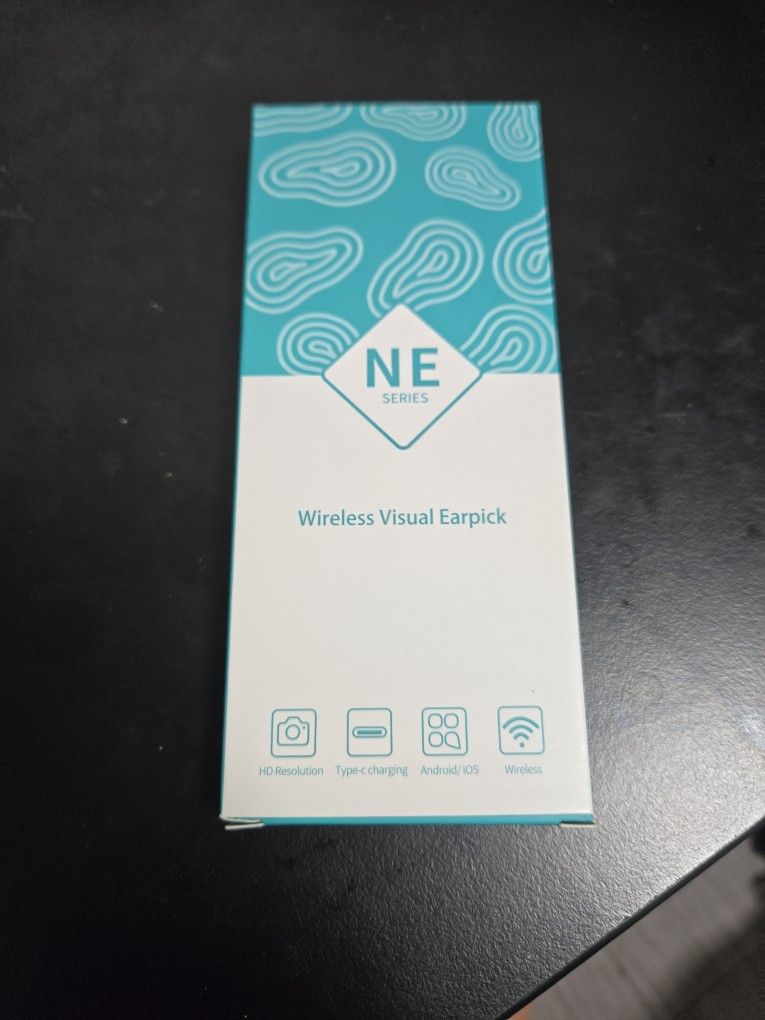 NE
SERIES
Wireless Visual Earpick
HD Resolution Type-c charging Android/ IOS Wireless